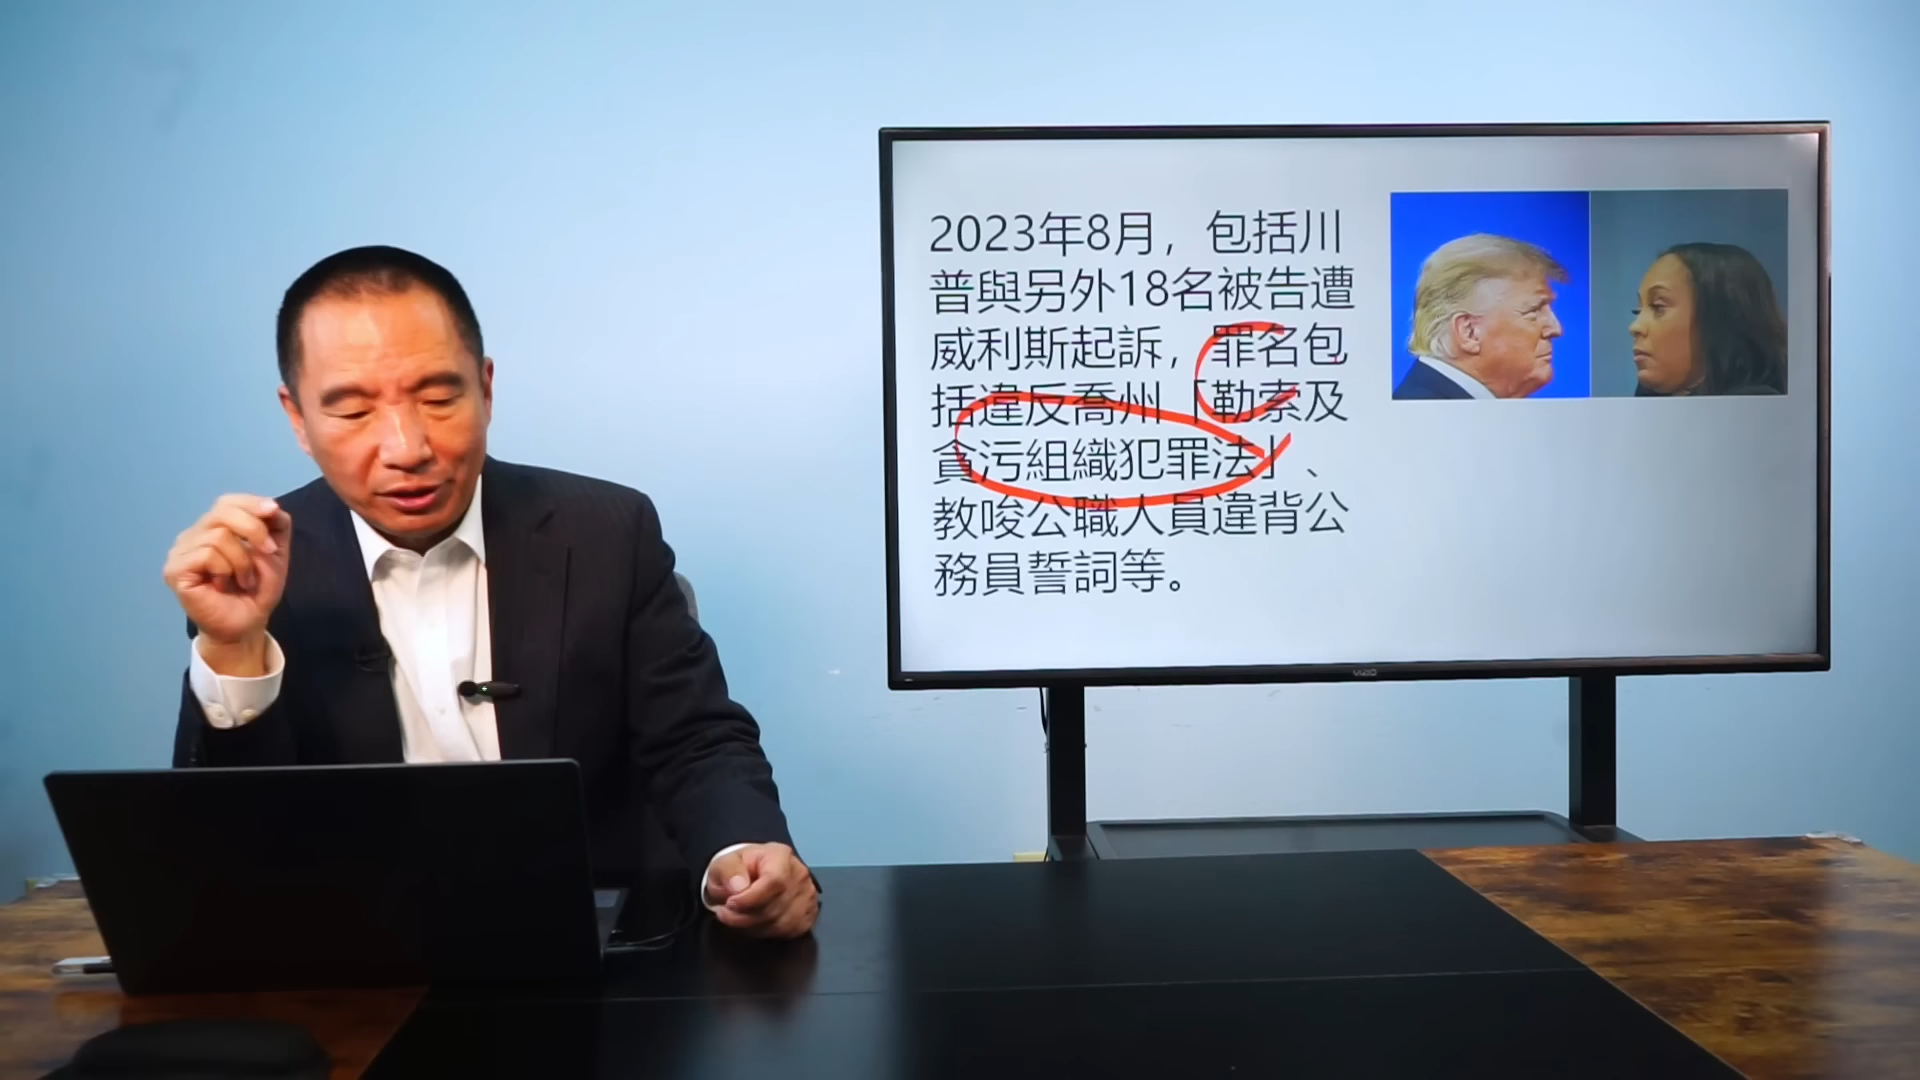 2023年8月，包括川
普與另外18名被告遭
威利斯起訴，罪名包
括違反喬州「勒索及
貪污組織犯罪法」、
教唆公職人員違背公
務員誓詞等。
VIZIO